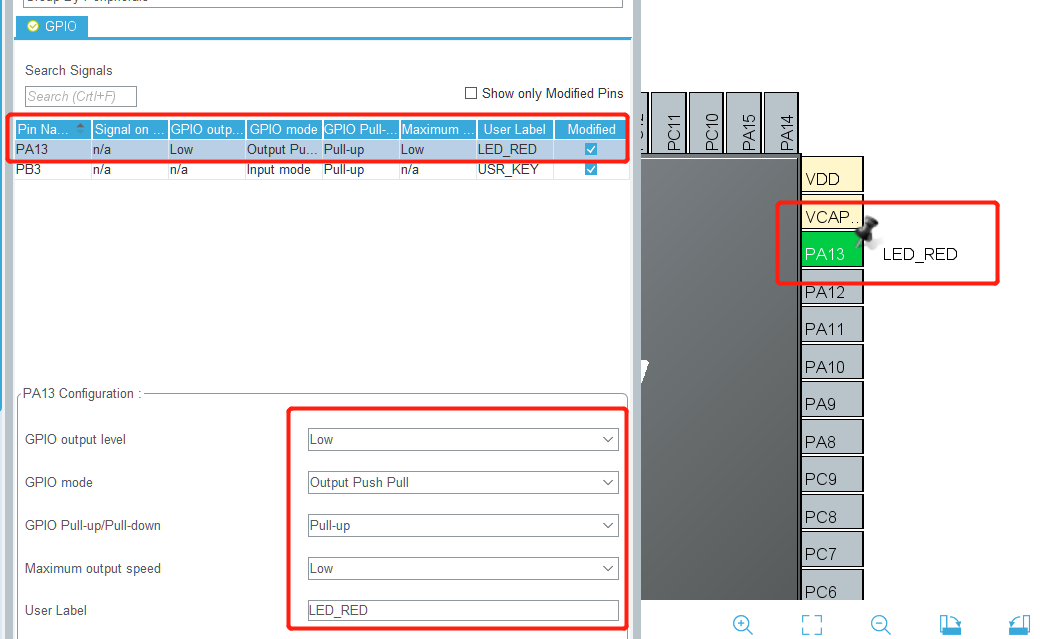 GPIO
Search Signals
Search (Crtl+F)
Show only Modified Pins
Pin Na... Signal on ... GPIO outp... GPIO mode GPIO Pull-... Maximum ... User Label Modified
PA13 n/a Low Output Pu... Pull-up Low LED_RED
PB3 n/a n/a Input mode Pull-up n/a USR_KEY
PA13 Configuration :
GPIO output level Low
GPIO mode Output Push Pull
GPIO Pull-up/Pull-down Pull-up
Maximum output speed Low
User Label LED_RED
PC11
PC10
PA15
PA14
VDD
VCAP...
PA13 LED_RED
PA12
PA11
PA10
PA9
PA8
PC9
PC8
PC7
PC6